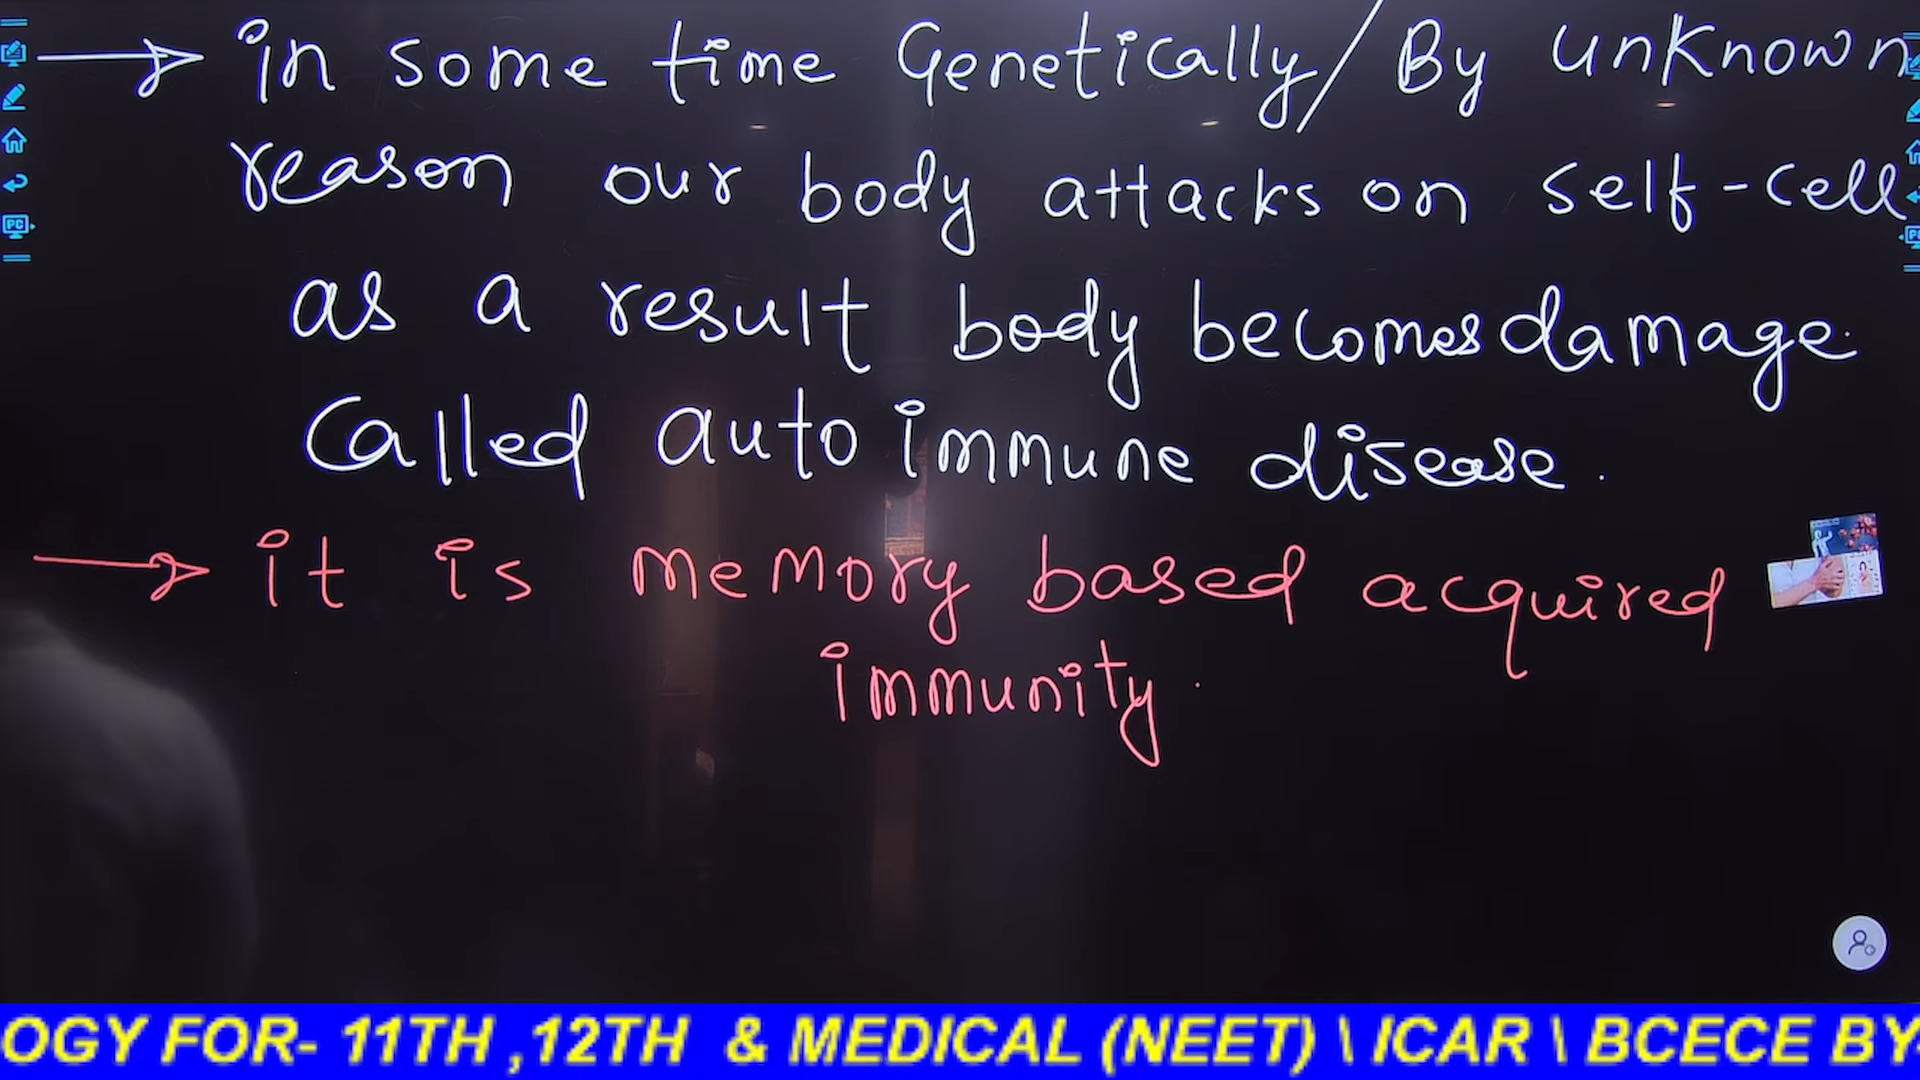 → in some time Genetically/By unknown
reason our body attacks on self-cell
as a result body becomes damage.
Called auto immune disease.
→ it is memory based acquired
immunity.
OGY FOR- 11TH ,12TH & MEDICAL (NEET) \ ICAR \ BCECE BY